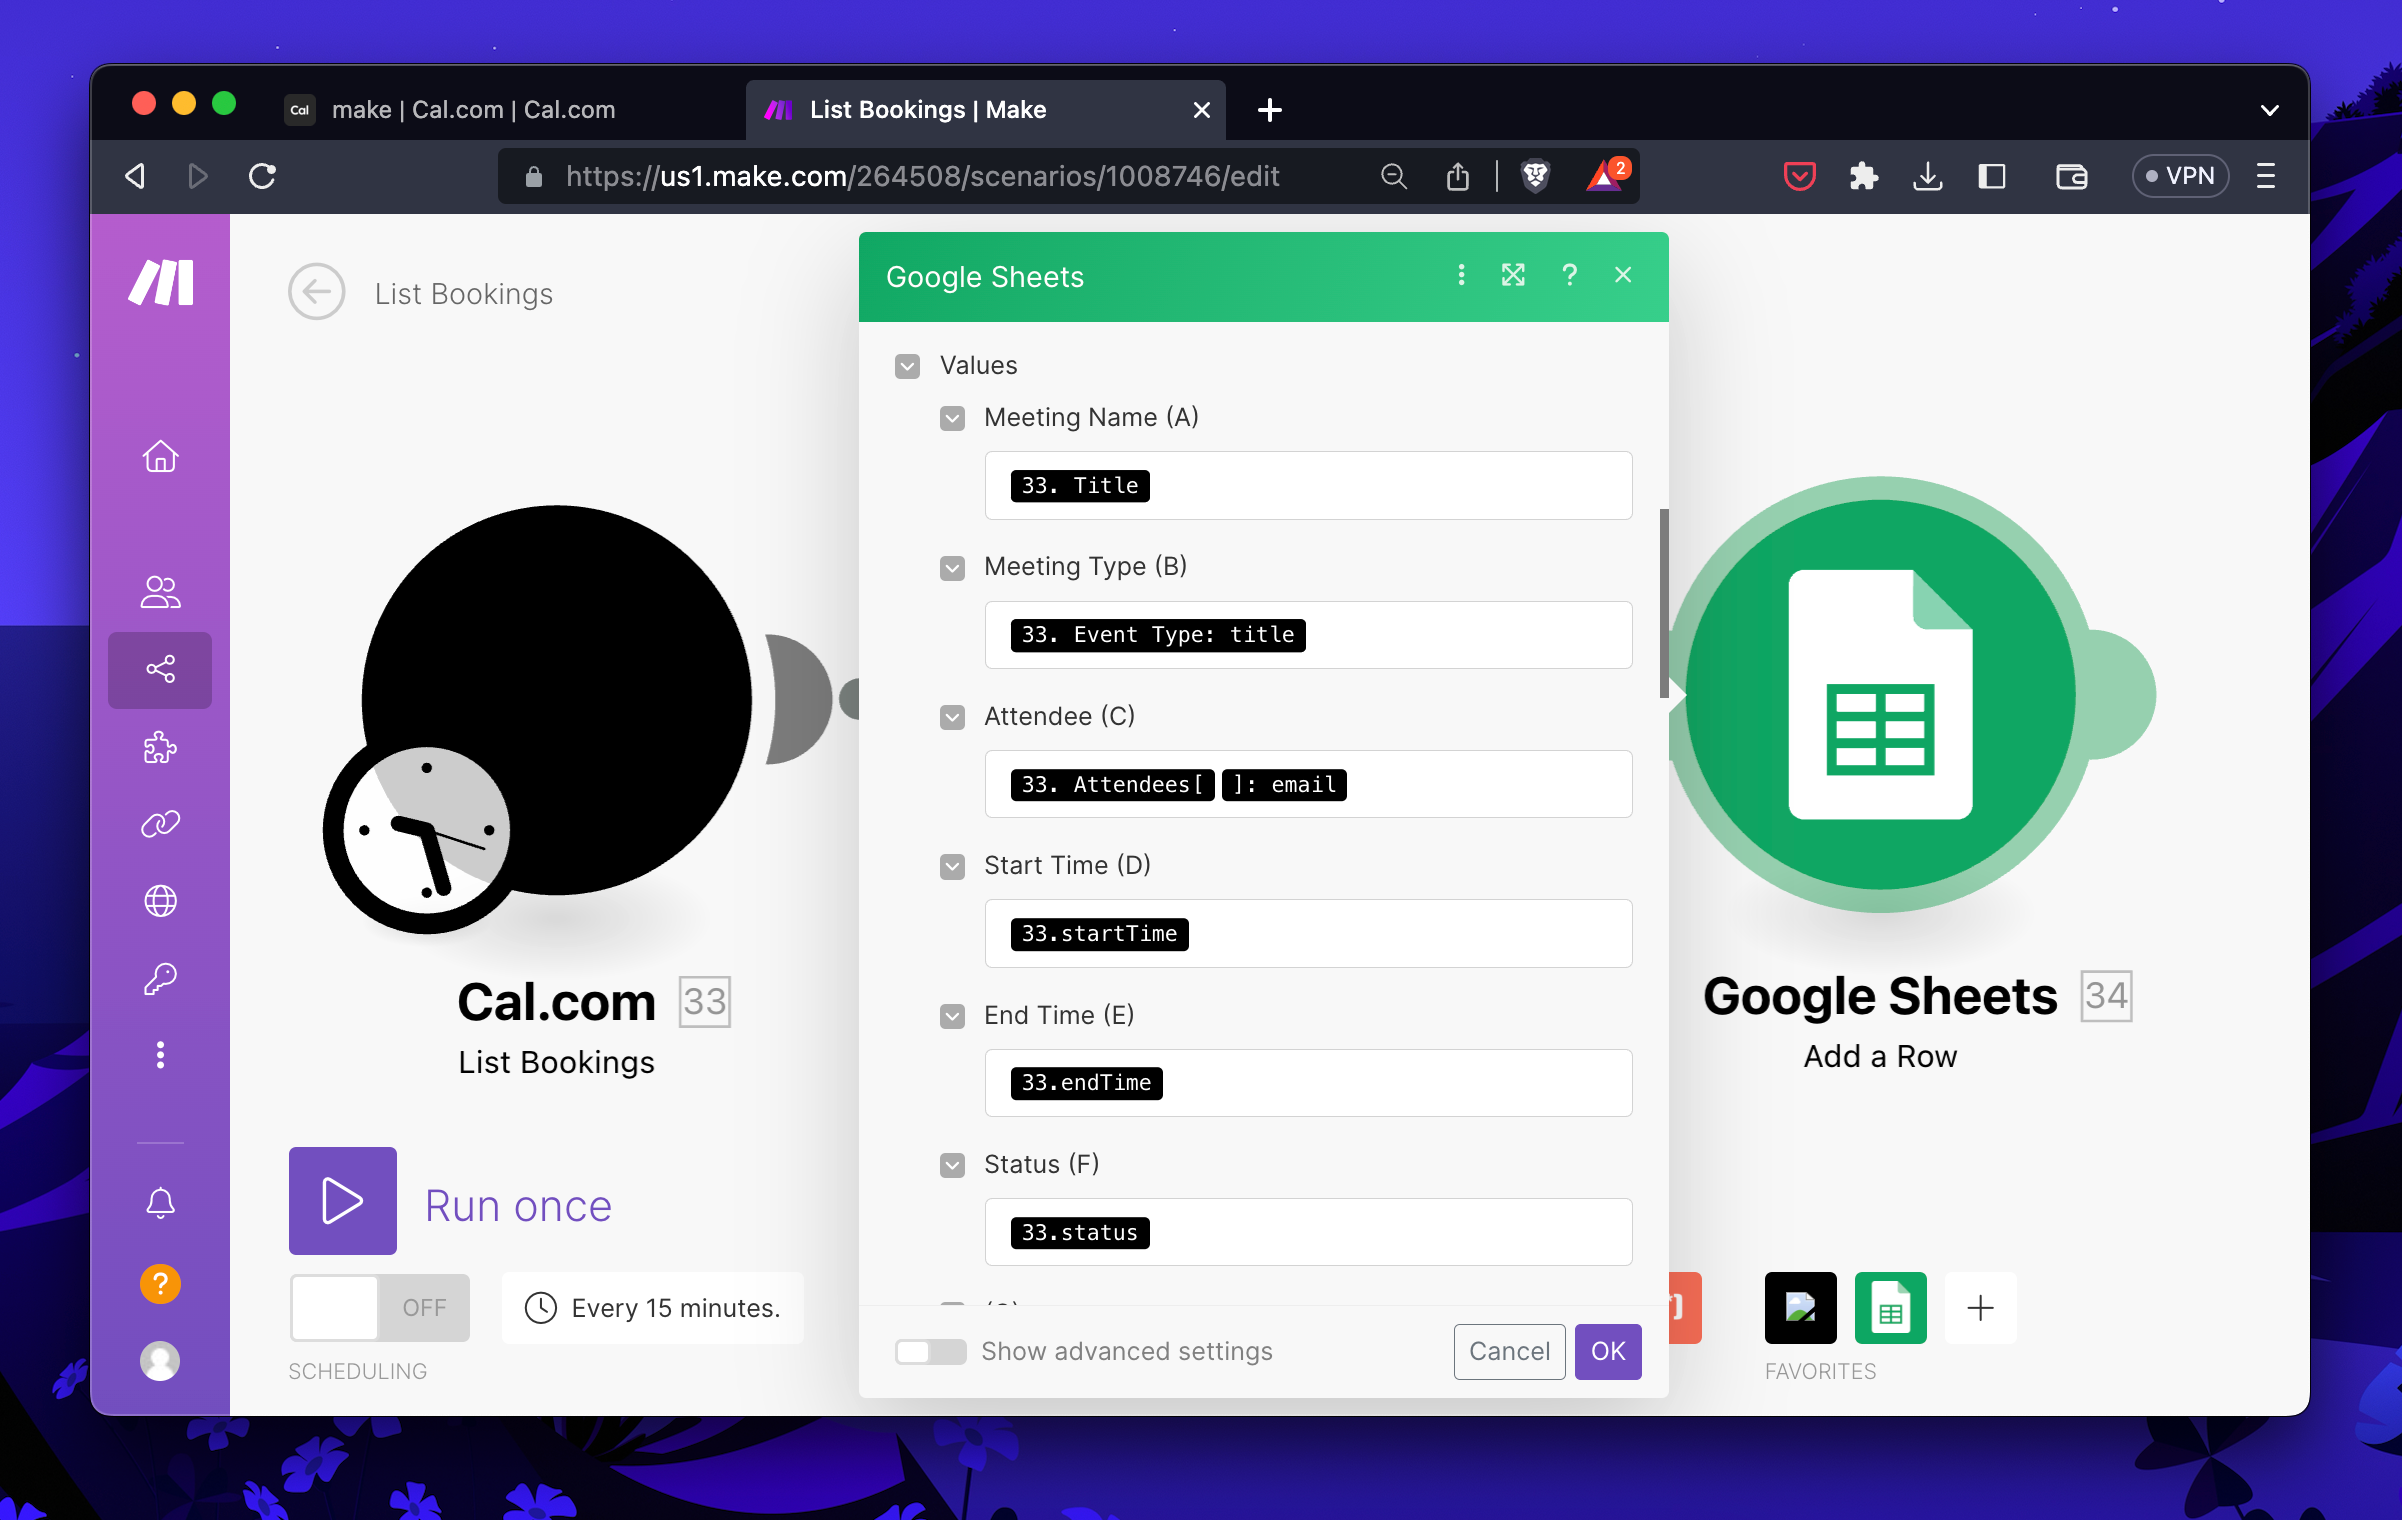 Cal
make | Cal.com | Cal.com
List Bookings | Make
https://us1.make.com/264508/scenarios/1008746/edit
2
VPN
List Bookings
Google Sheets
Values
Meeting Name (A)
33. Title
Meeting Type (B)
33. Event Type: title
Attendee (C)
33. Attendees[ ]: email
Start Time (D)
33.startTime
End Time (E)
33.endTime
Status (F)
33.status
Cal.com 33
List Bookings
Google Sheets 34
Add a Row
Run once
OFF
Every 15 minutes.
SCHEDULING
Show advanced settings
Cancel
OK
FAVORITES